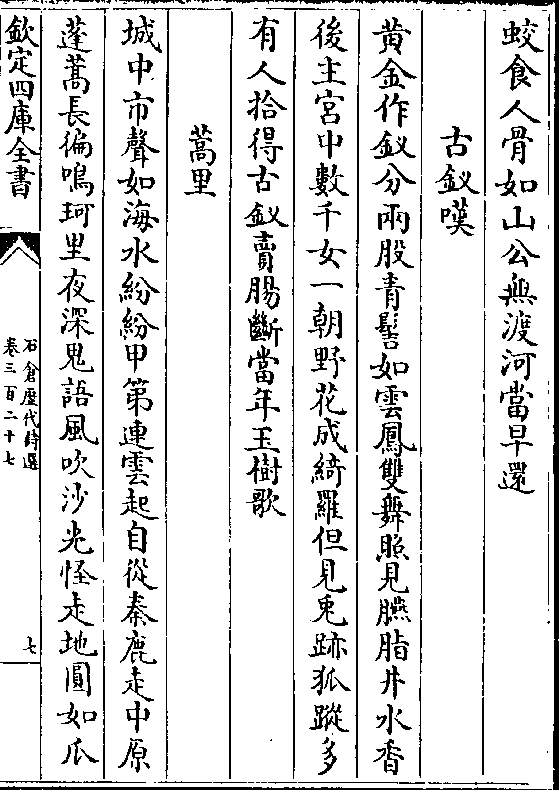 蛟食人骨如山公無渡河當早還
古釵嘆
黄金作釵分兩股青髻如雲鳳雙舞照見臙脂井水香
後主宮中數千女一朝野花成綺羅但見兎跡狐蹤多
有人拾得古釵賣腸斷當年玉樹歌
蒿里
城中市聲如海水紛紛甲第連雲起自從秦鹿走中原
蓬蒿長徧鳴珂里夜深鬼語風吹沙光怪走地圓如瓜
欽定四庫全書
石倉歷代詩選
卷三百二十七
七